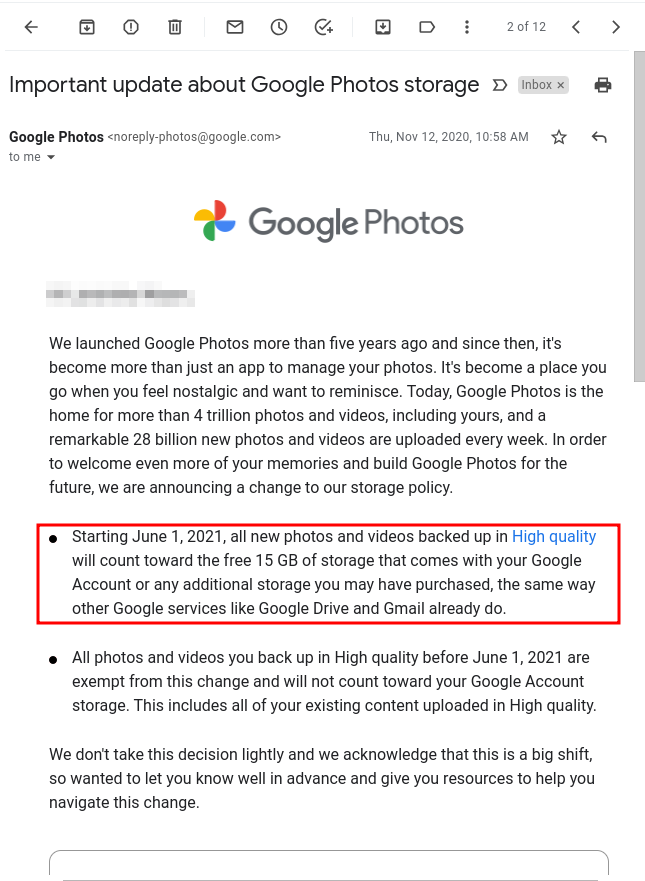 2 of 12
Important update about Google Photos storage
Inbox ×
Google Photos <noreply-photos@google.com>
Thu, Nov 12, 2020, 10:58 AM
to me
Google Photos
We launched Google Photos more than five years ago and since then, it's
become more than just an app to manage your photos. It's become a place you
go when you feel nostalgic and want to reminisce. Today, Google Photos is the
home for more than 4 trillion photos and videos, including yours, and a
remarkable 28 billion new photos and videos are uploaded every week. In order
to welcome even more of your memories and build Google Photos for the
future, we are announcing a change to our storage policy.
● Starting June 1, 2021, all new photos and videos backed up in High quality
will count toward the free 15 GB of storage that comes with your Google
Account or any additional storage you may have purchased, the same way
other Google services like Google Drive and Gmail already do.
● All photos and videos you back up in High quality before June 1, 2021 are
exempt from this change and will not count toward your Google Account
storage. This includes all of your existing content uploaded in High quality.
We don't take this decision lightly and we acknowledge that this is a big shift,
so wanted to let you know well in advance and give you resources to help you
navigate this change.